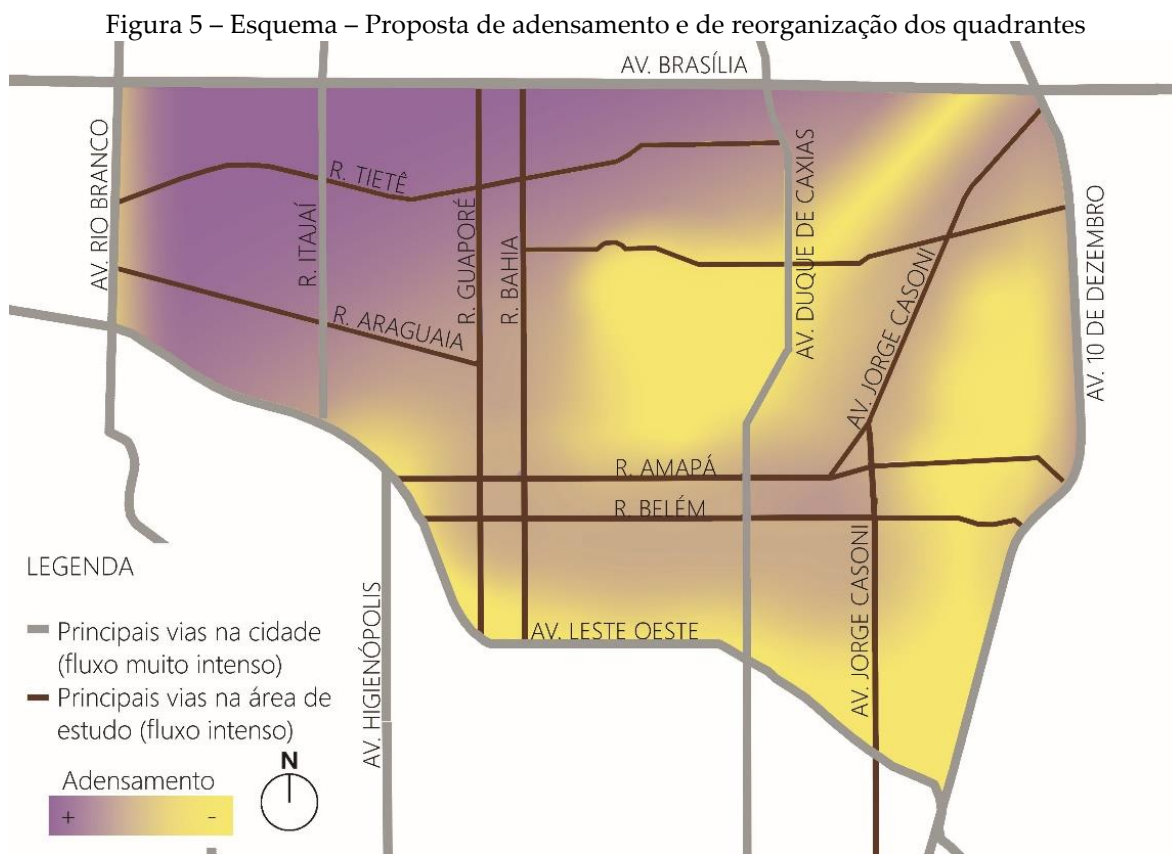 Figura 5 – Esquema – Proposta de adensamento e de reorganização dos quadrantes
AV. BRASÍLIA
AV. RIO BRANCO
R. TIETÊ
R. ITAJAÍ
R. GUAPORÉ
R. BAHIA
AV. DUQUE DE CAXIAS
AV. JORGE CASONI
AV. 10 DE DEZEMBRO
R. ARAGUAIA
R. AMAPÁ
R. BELÉM
AV. LESTE OESTE
AV. JORGE CASONI
AV. HIGIENÓPOLIS
LEGENDA
Principais vias na cidade
(fluxo muito intenso)
Principais vias na área de
estudo (fluxo intenso)
Adensamento
+ -
N